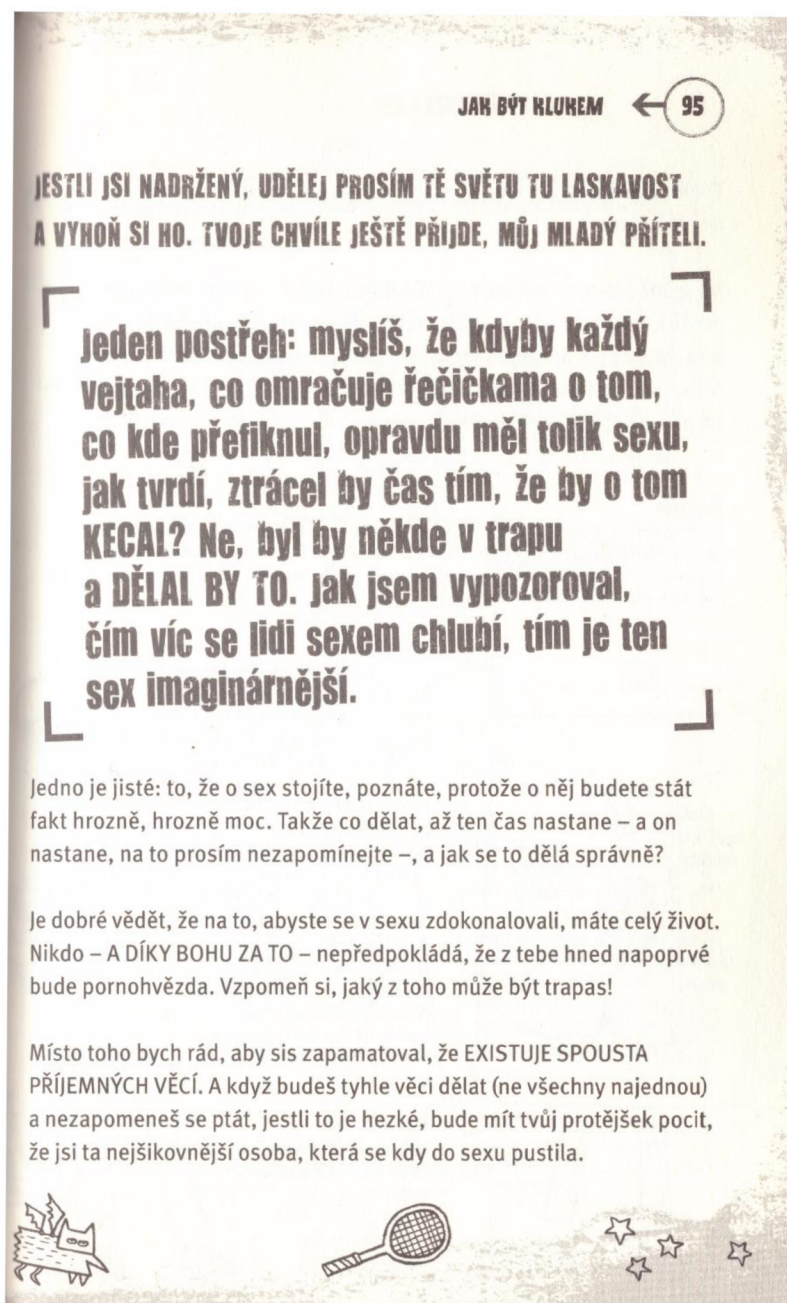 JAK BÝT KLUKEM
95
JESTLI JSI NADRŽENÝ, UDĚLEJ PROSÍM TĚ SVĚTU TU LASKAVOST
A VYHOŇ SI HO. TVOJE CHVÍLE JEŠTĚ PŘIJDE, MŮJ MLADÝ PŘÍTELI.
Jeden postřeh: myslíš, že kdyby každý
vejtaha, co omračuje řečičkama o tom,
co kde přefiknul, opravdu měl tolik sexu,
jak tvrdí, ztrácel by čas tím, že by o tom
KECAL? Ne, byl by někde v trapu
a DĚLAL BY TO. Jak jsem vypozoroval,
čím víc se lidi sexem chlubí, tím je ten
sex imaginárnější.
Jedno je jisté: to, že o sex stojíte, poznáte, protože o něj budete stát
fakt hrozně, hrozně moc. Takže co dělat, až ten čas nastane – a on
nastane, na to prosím nezapomínejte –, a jak se to dělá správně?
Je dobré vědět, že na to, abyste se v sexu zdokonalovali, máte celý život.
Nikdo – A DÍKY BOHU ZA TO – nepředpokládá, že z tebe hned napoprvé
bude pornohvězda. Vzpomeň si, jaký z toho může být trapas!
Místo toho bych rád, aby sis zapamatoval, že EXISTUJE SPOUSTA
PŘÍJEMNÝCH VĚCÍ. A když budeš tyhle věci dělat (ne všechny najednou)
a nezapomeneš se ptát, jestli to je hezké, bude mít tvůj protějšek pocit,
že jsi ta nejšikovnější osoba, která se kdy do sexu pustila.